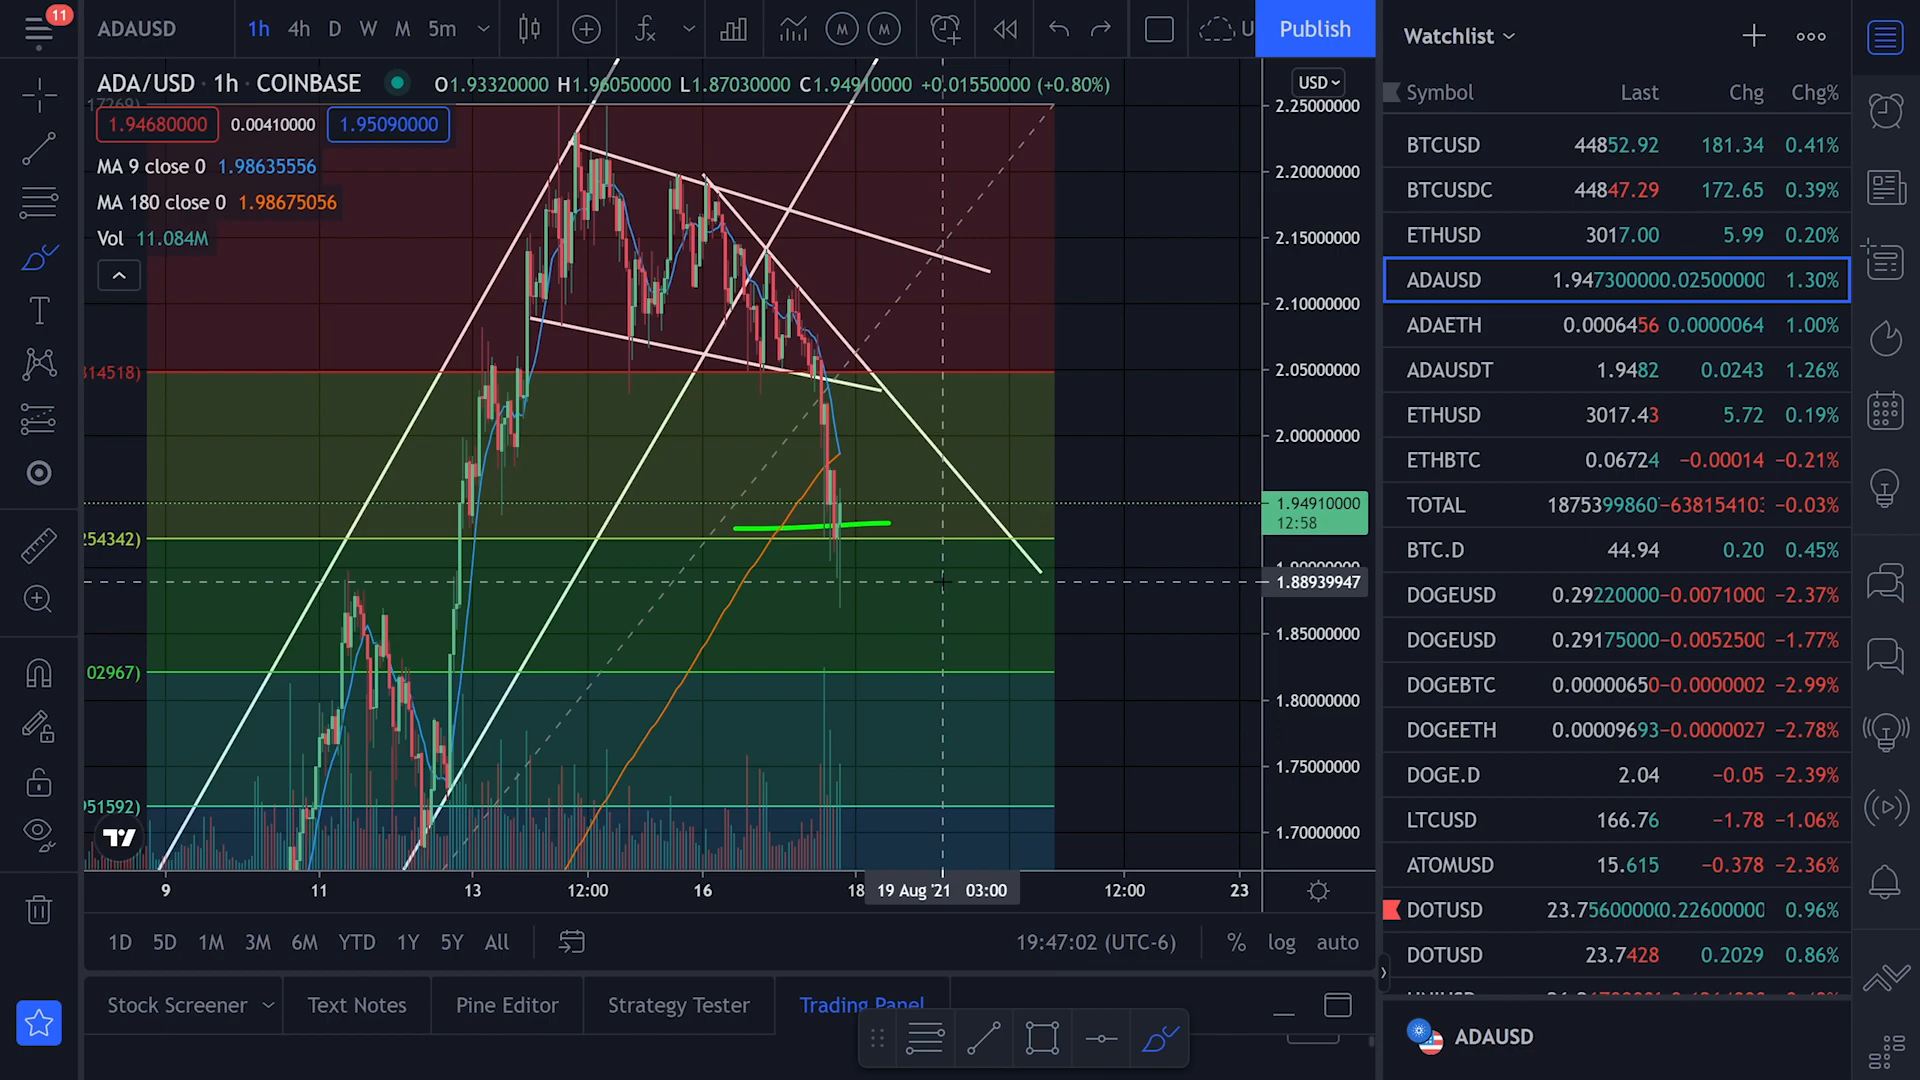 11
ADAUSD
1h 4h D W M 5m
Publish
ADA/USD · 1h · COINBASE
O1.93320000 H1.96050000 L1.87030000 C1.94910000 +0.01550000 (+0.80%)
USD
17269)
1.94680000 0.00410000 1.95090000
MA 9 close 0 1.98635556
MA 180 close 0 1.98675056
Vol 11.084M
814518)
254342)
02967)
951592)
2.25000000
2.20000000
2.15000000
2.10000000
2.05000000
2.00000000
1.94910000
12:58
1.88939947
1.85000000
1.80000000
1.75000000
1.70000000
9 11 13 12:00 16 18 19 Aug '21 03:00 12:00 23
1D 5D 1M 3M 6M YTD 1Y 5Y All
19:47:02 (UTC-6) % log auto
Stock Screener Text Notes Pine Editor Strategy Tester Trading Panel
Watchlist
Symbol Last Chg Chg%
BTCUSD 44852.92 181.34 0.41%
BTCUSDC 44847.29 172.65 0.39%
ETHUSD 3017.00 5.99 0.20%
ADAUSD 1.94730000 0.02500000 1.30%
ADAETH 0.0006456 0.0000064 1.00%
ADAUSDT 1.9482 0.0243 1.26%
ETHUSD 3017.43 5.72 0.19%
ETHBTC 0.06724 −0.00014 −0.21%
TOTAL 1875399860 −63815410 −0.03%
BTC.D 44.94 0.20 0.45%
DOGEUSD 0.29220000 −0.0071000 −2.37%
DOGEUSD 0.29175000 −0.0052500 −1.77%
DOGEBTC 0.00000650 −0.0000002 −2.99%
DOGEETH 0.00009693 −0.0000027 −2.78%
DOGE.D 2.04 −0.05 −2.39%
LTCUSD 166.76 −1.78 −1.06%
ATOMUSD 15.615 −0.378 −2.36%
DOTUSD 23.75600000 0.22600000 0.96%
DOTUSD 23.7428 0.2029 0.86%
ADAUSD